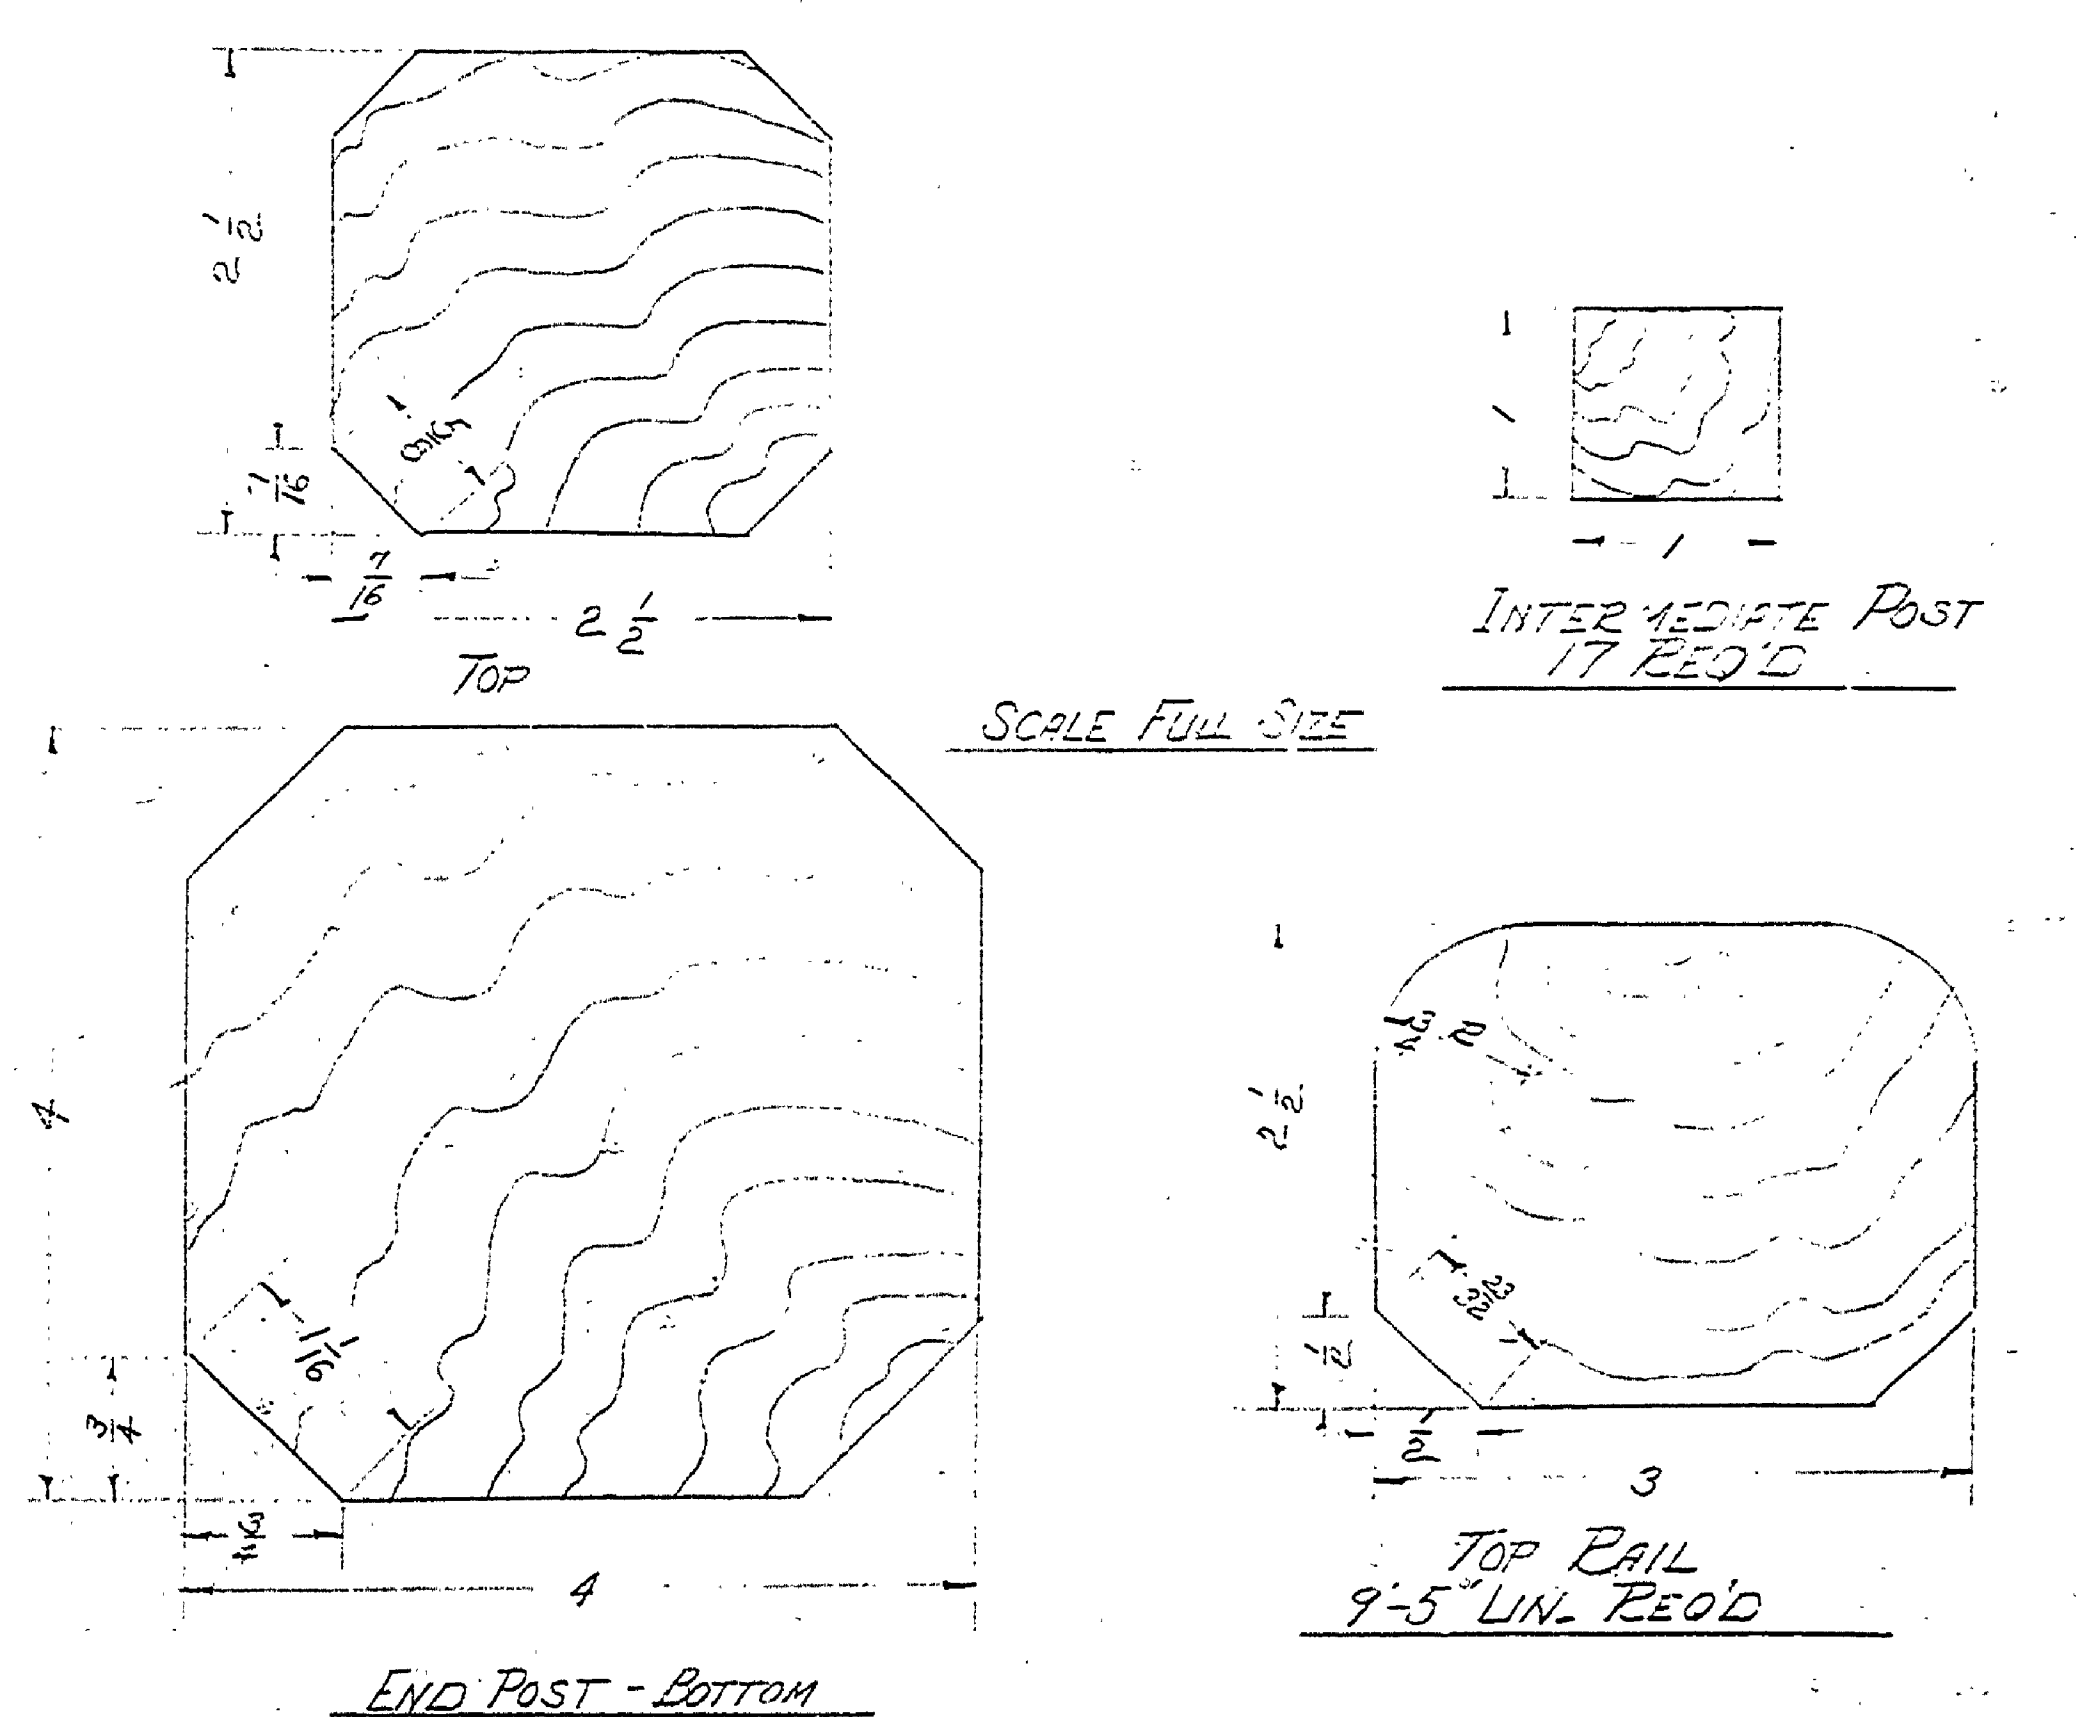 2 1/2
7/16
7/16
2 1/2
TOP
1
1
INTERMEDIATE POST
17 REQ'D
SCALE FULL SIZE
4
1 1/16
3/4
3/4
4
END POST - BOTTOM
3/4 R
2 1/2
1/2
1/2
3
TOP RAIL
9'-5" LIN. REQ'D